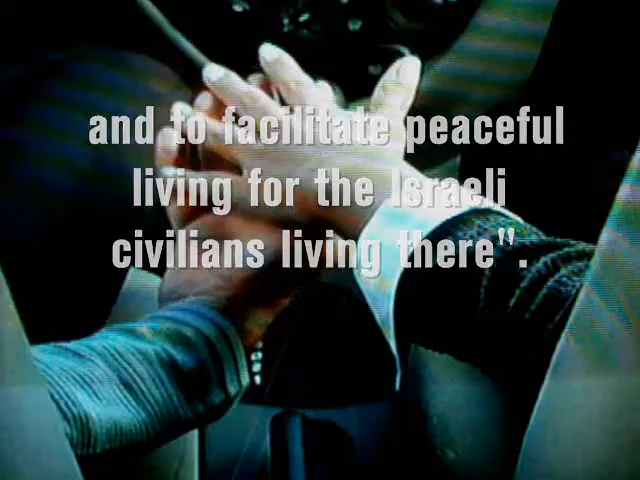 and to facilitate peaceful
living for the Israeli
civilians living there".